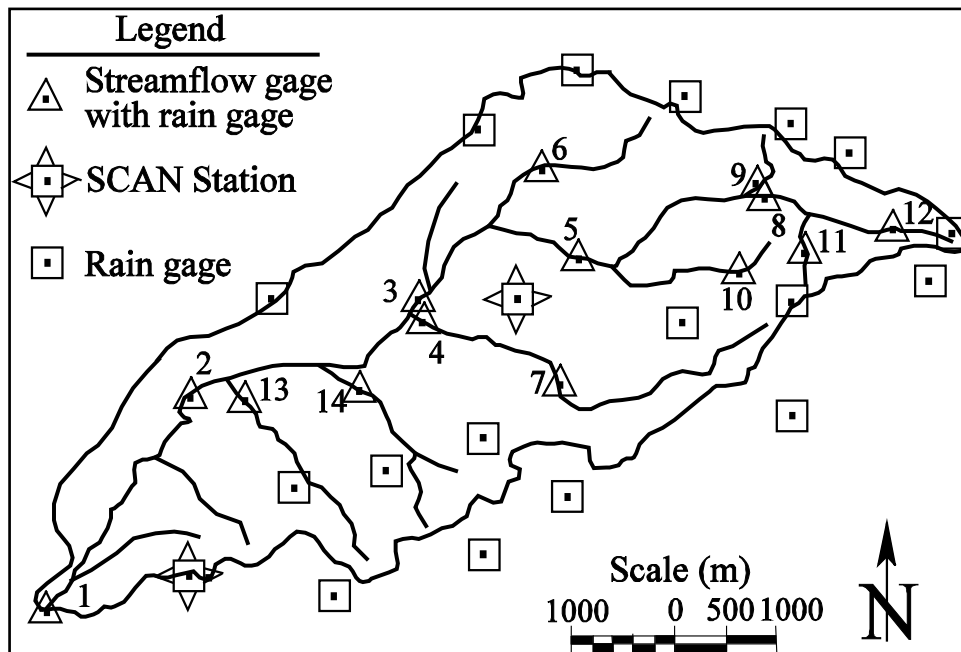 Legend
Streamflow gage
with rain gage
SCAN Station
Rain gage
6
9
8
12
5
11
10
3
4
2
13
14
7
1
Scale (m)
1000 0 500 1000
N